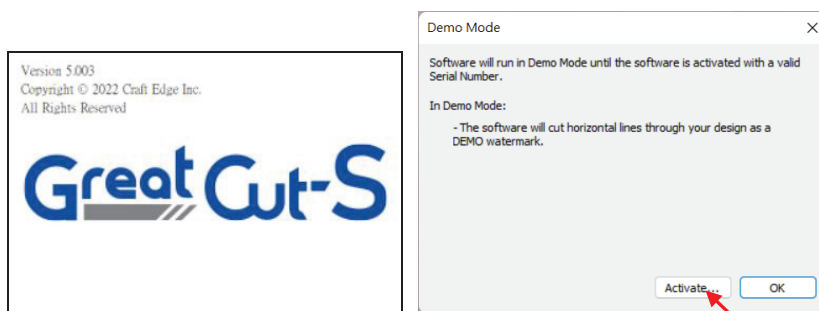 Version 5.003
Copyright © 2022 Craft Edge Inc.
All Rights Reserved
Great Cut-S
Demo Mode
Software will run in Demo Mode until the software is activated with a valid
Serial Number.
In Demo Mode:
- The software will cut horizontal lines through your design as a
DEMO watermark.
Activate...
OK